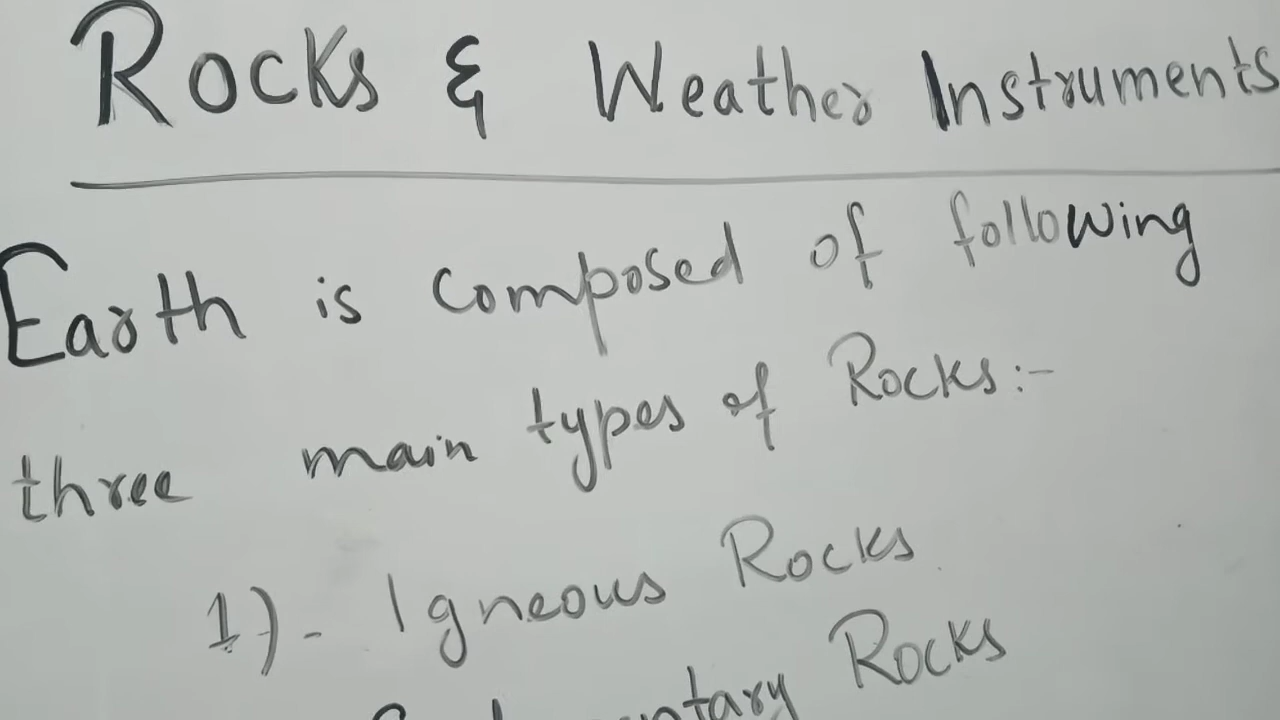 Rocks & Weather Instruments
Earth is composed of following
three main types of Rocks:-
1)- Igneous Rocks
Rocks